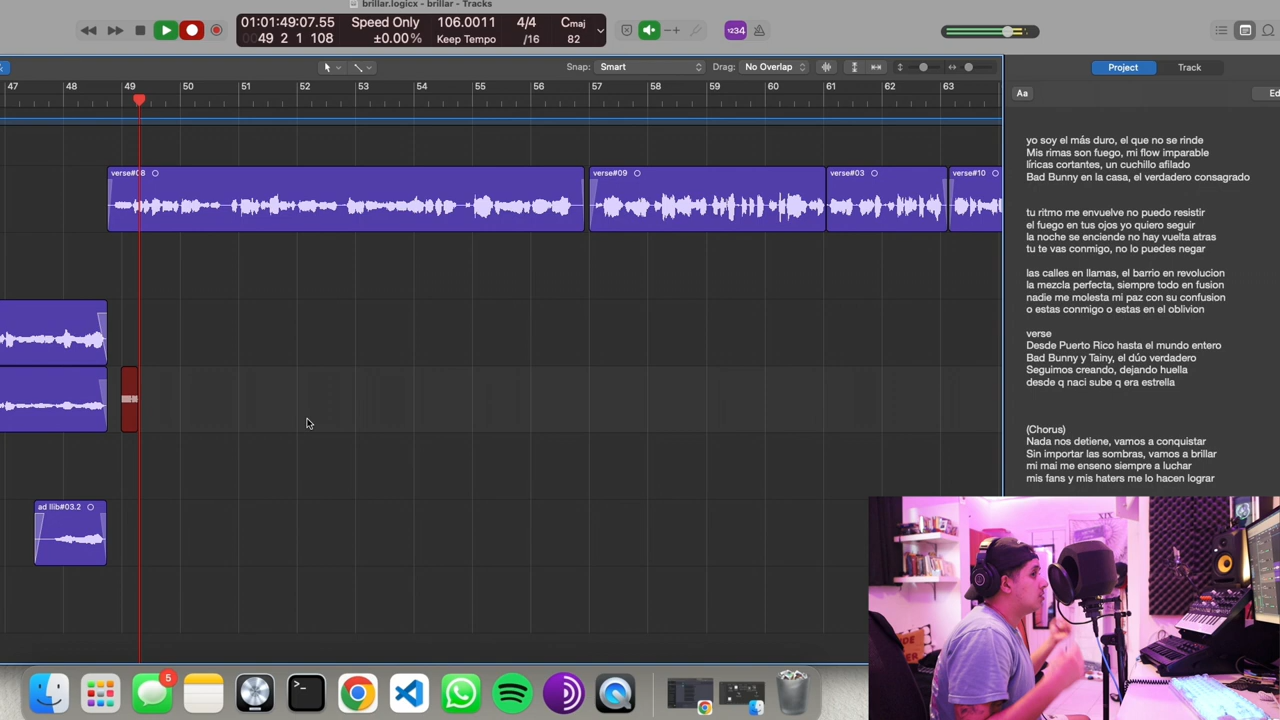 brillar.logicx - brillar - Tracks
01:01:49:07.55
Speed Only
106.0011
4/4
Cmaj
0049 2 1 108
±0.00%
Keep Tempo
/16
82
1234
Snap:
Smart
Drag:
No Overlap
Project
Track
47
48
49
50
51
52
53
54
55
56
57
58
59
60
61
62
63
Aa
Ed
verse#08
verse#09
verse#03
verse#10
ad llib#03.2
yo soy el más duro, el que no se rinde
Mis rimas son fuego, mi flow imparable
líricas cortantes, un cuchillo afilado
Bad Bunny en la casa, el verdadero consagrado
tu ritmo me envuelve no puedo resistir
el fuego en tus ojos yo quiero seguir
la noche se enciende no hay vuelta atras
tu te vas conmigo, no lo puedes negar
las calles en llamas, el barrio en revolucion
la mezcla perfecta, siempre todo en fusion
nadie me molesta mi paz con su confusion
o estas conmigo o estas en el oblivion
verse
Desde Puerto Rico hasta el mundo entero
Bad Bunny y Tainy, el dúo verdadero
Seguimos creando, dejando huella
desde q naci sube q era estrella
(Chorus)
Nada nos detiene, vamos a conquistar
Sin importar las sombras, vamos a brillar
mi mai me enseno siempre a luchar
mis fans y mis haters me lo hacen lograr
XIX
5
>_